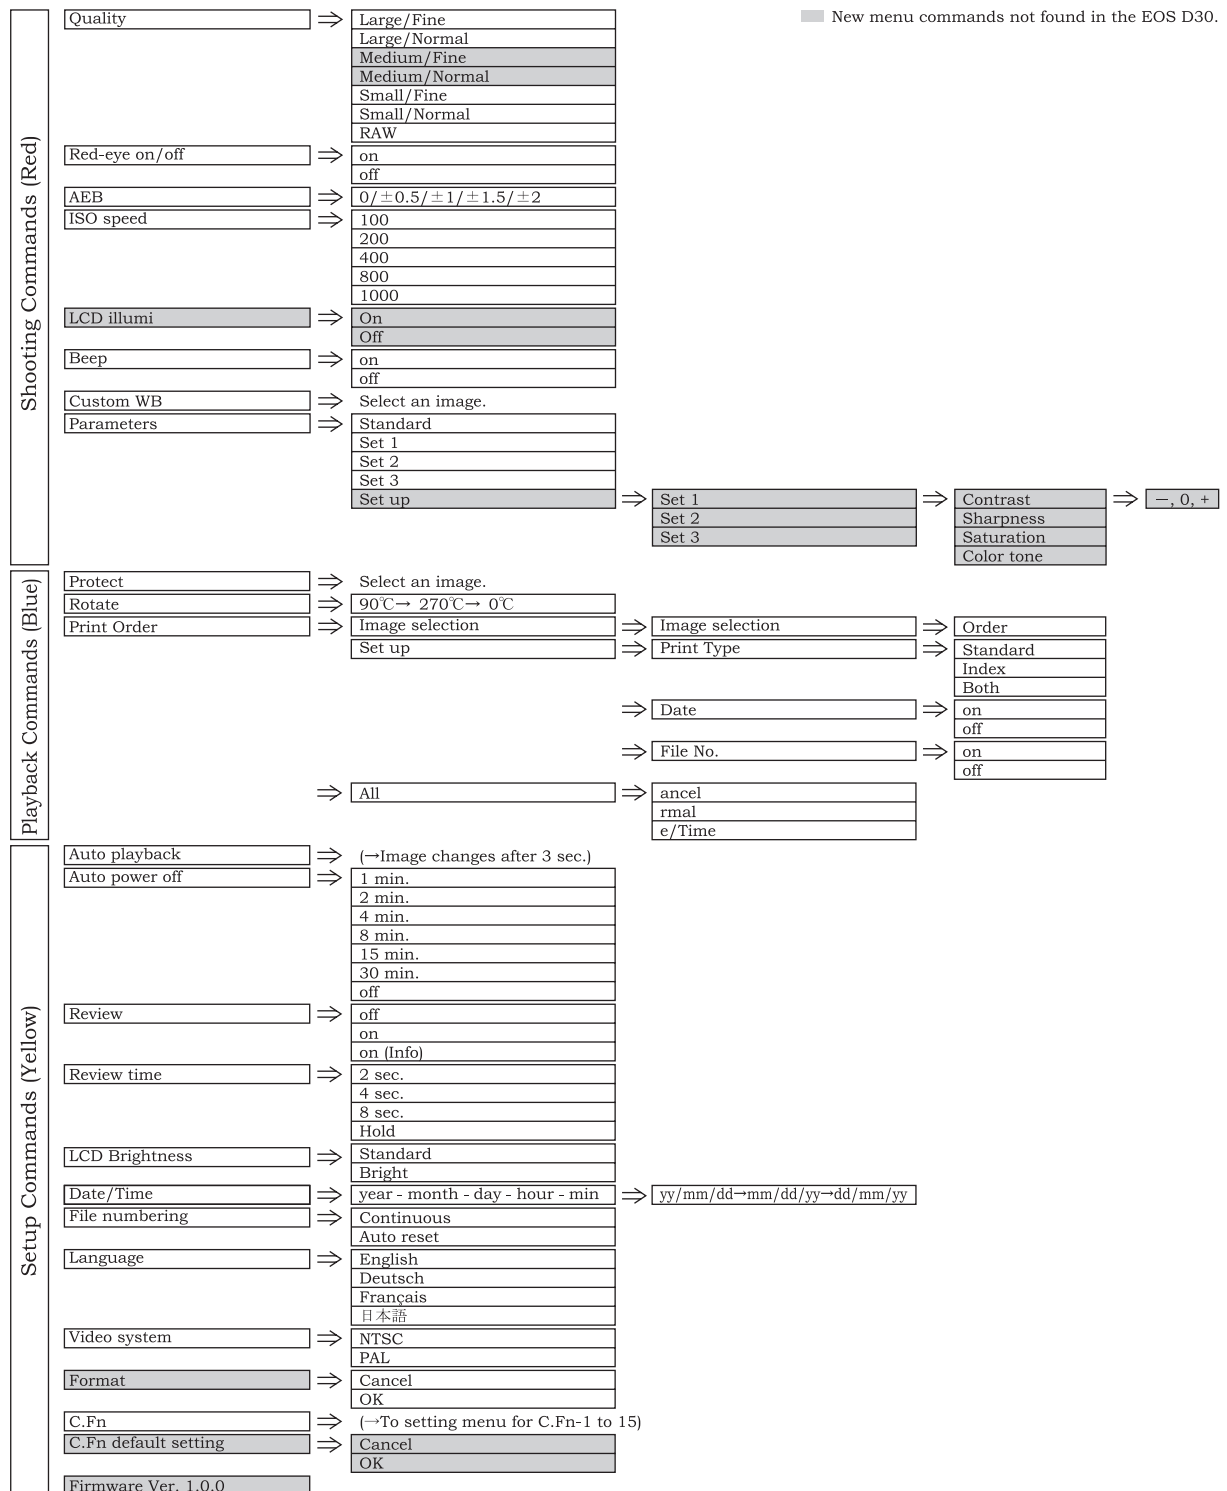 New menu commands not found in the EOS D30.
Shooting Commands (Red)
Quality ⇒ Large/Fine
Large/Normal
Medium/Fine
Medium/Normal
Small/Fine
Small/Normal
RAW
Red-eye on/off ⇒ on
off
AEB ⇒ 0/±0.5/±1/±1.5/±2
ISO speed ⇒ 100
200
400
800
1000
LCD illumi ⇒ On
Off
Beep ⇒ on
off
Custom WB ⇒ Select an image.
Parameters ⇒ Standard
Set 1
Set 2
Set 3
Set up ⇒ Set 1 ⇒ Contrast ⇒ −, 0, +
Set 2 Sharpness
Set 3 Saturation
Color tone
Playback Commands (Blue)
Protect ⇒ Select an image.
Rotate ⇒ 90℃→ 270℃→ 0℃
Print Order ⇒ Image selection ⇒ Image selection ⇒ Order
Set up ⇒ Print Type ⇒ Standard
Index
Both
⇒ Date ⇒ on
off
⇒ File No. ⇒ on
off
⇒ All ⇒ ancel
rmal
e/Time
Setup Commands (Yellow)
Auto playback ⇒ (→Image changes after 3 sec.)
Auto power off ⇒ 1 min.
2 min.
4 min.
8 min.
15 min.
30 min.
off
Review ⇒ off
on
on (Info)
Review time ⇒ 2 sec.
4 sec.
8 sec.
Hold
LCD Brightness ⇒ Standard
Bright
Date/Time ⇒ year - month - day - hour - min ⇒ yy/mm/dd→mm/dd/yy→dd/mm/yy
File numbering ⇒ Continuous
Auto reset
Language ⇒ English
Deutsch
Français
日本語
Video system ⇒ NTSC
PAL
Format ⇒ Cancel
OK
C.Fn ⇒ (→To setting menu for C.Fn-1 to 15)
C.Fn default setting ⇒ Cancel
OK
Firmware Ver. 1.0.0